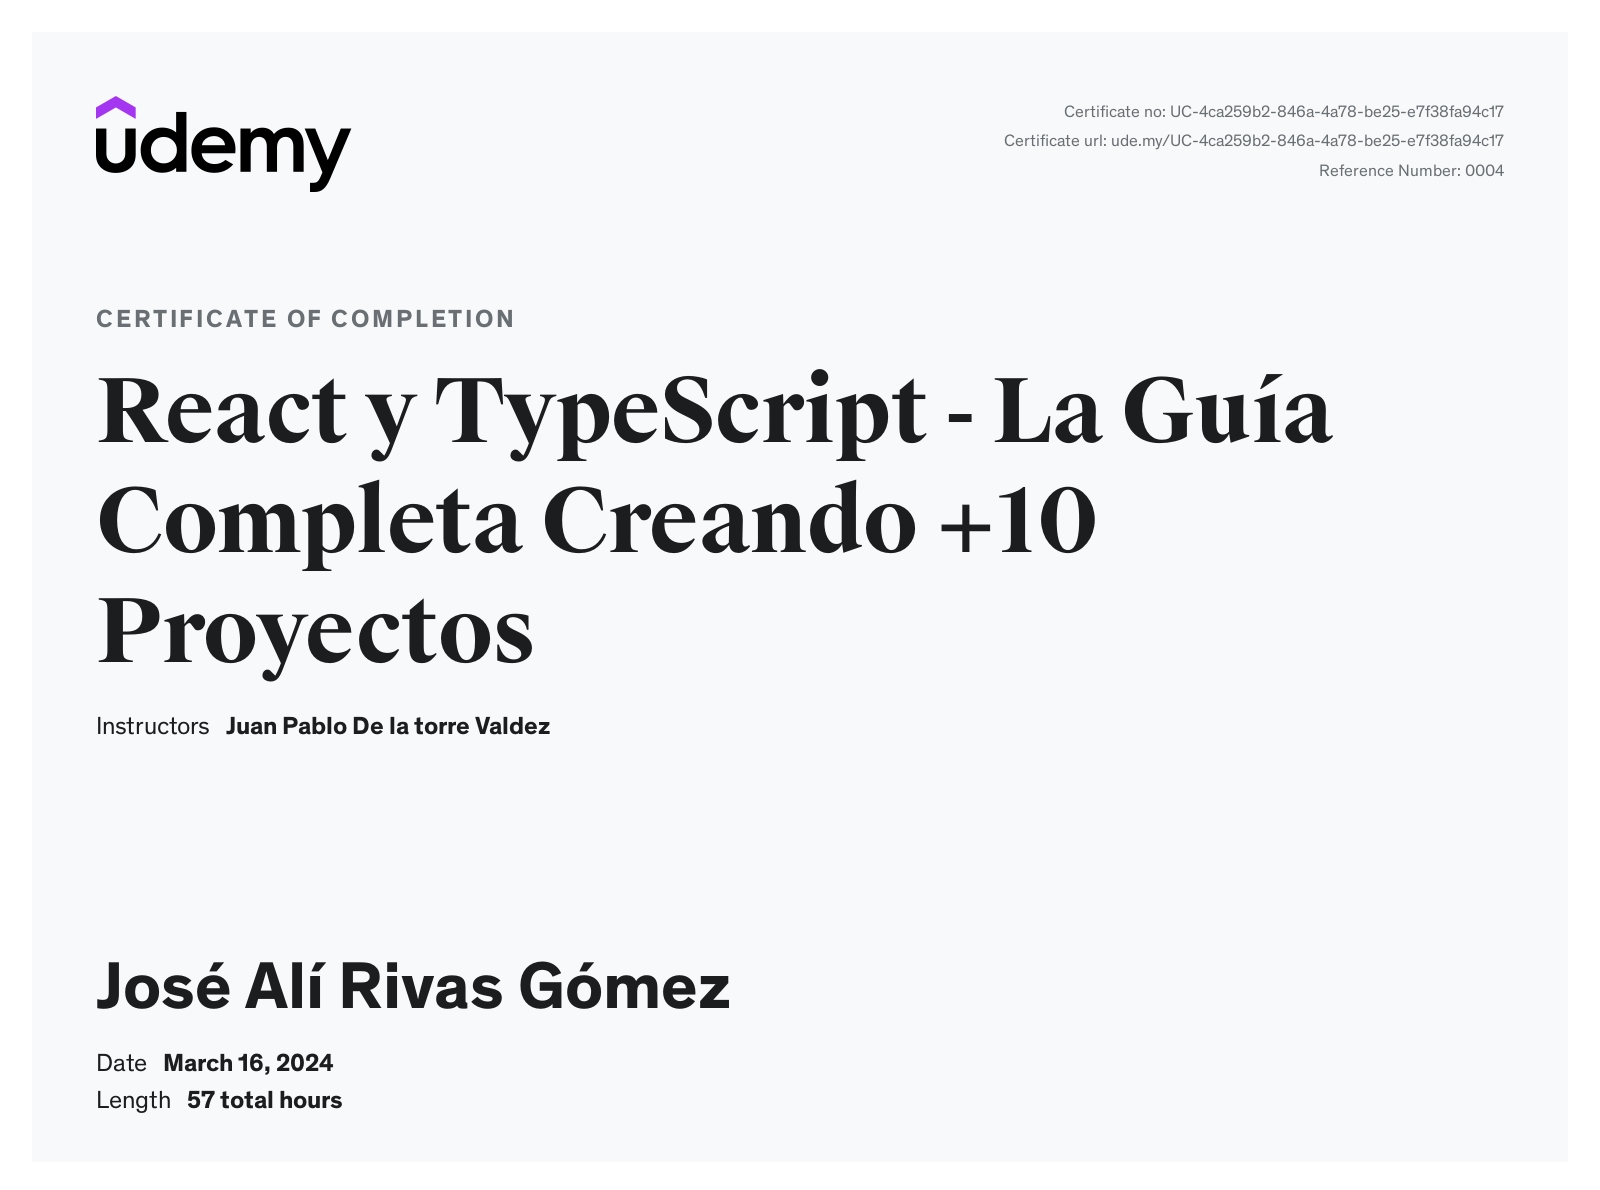 udemy
Certificate no: UC-4ca259b2-846a-4a78-be25-e7f38fa94c17
Certificate url: ude.my/UC-4ca259b2-846a-4a78-be25-e7f38fa94c17
Reference Number: 0004
CERTIFICATE OF COMPLETION
React y TypeScript - La Guía
Completa Creando +10
Proyectos
Instructors Juan Pablo De la torre Valdez
José Alí Rivas Gómez
Date March 16, 2024
Length 57 total hours